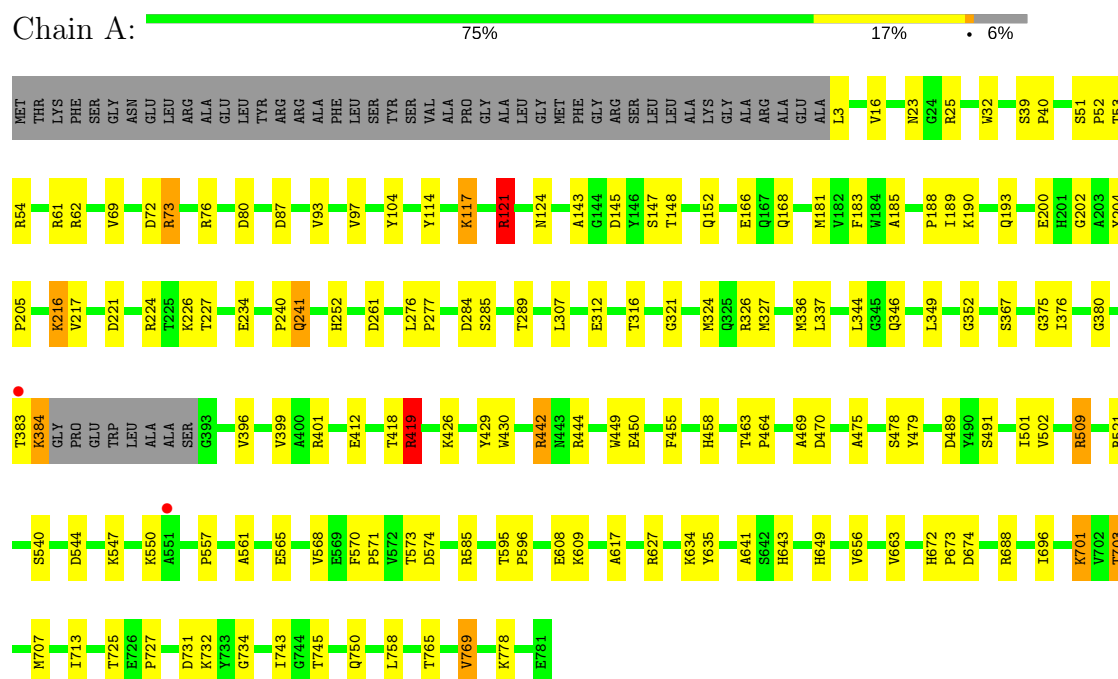 Chain A:
75% 17% • 6%
MET THR LYS PHE SER GLY ASN GLU LEU ARG ALA GLU LEU TYR ARG ARG ALA PHE LEU SER TYR SER VAL ALA PRO GLY ALA LEU GLY MET PHE GLY ARG SER LEU LEU ALA LYS GLY ALA ARG ALA GLU ALA L3 V16 N23 G24 R25 W32 S39 P40 S51 P52 T53
R54 R61 R62 V69 D72 R73 R76 D80 D87 V93 V97 Y104 Y114 K117 R121 N124 A143 G144 D145 Y146 S147 T148 Q152 E166 Q167 Q168 M181 V182 F183 W184 A185 P188 I189 K190 Q193 E200 H201 G202 A203 Y204
P205 K216 V217 D221 R224 T225 K226 T227 E234 P240 Q241 H252 D261 L276 P277 D284 S285 T289 L307 E312 T316 G321 M324 Q325 R326 M327 M336 L337 L344 G345 Q346 L349 G352 S367 G375 I376 G380
T383 K384 GLY PRO GLU TRP LEU ALA ALA SER G393 V396 V399 A400 R401 E412 T418 R419 K426 Y429 W430 R442 N443 R444 W449 E450 F455 H458 T463 P464 A469 D470 A475 S478 Y479 D489 Y490 S491 I501 V502 R509
S540 D544 K547 K550 A551 P557 A561 E565 V568 E569 F570 P571 V572 T573 D574 R585 T595 P596 E608 K609 A617 R627 K634 Y635 A641 S642 H643 H649 V656 V663 H672 P673 D674 R688 I696 K701 V702 T703
M707 I713 T725 E726 P727 D731 K732 Y733 G734 I743 G744 T745 Q750 L758 T765 V769 K778 E781